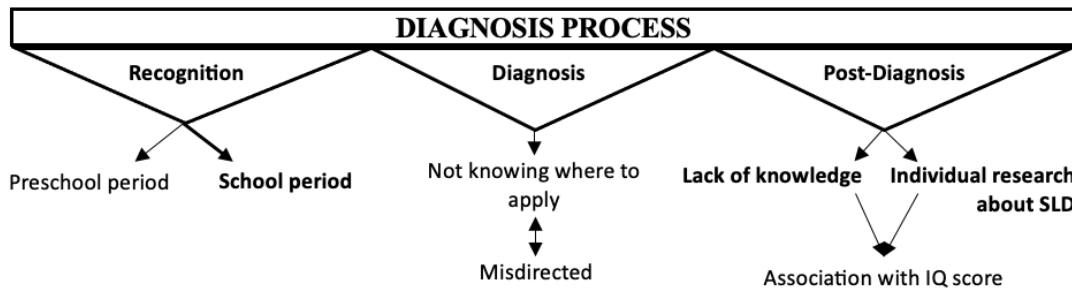 DIAGNOSIS PROCESS
Recognition
Diagnosis
Post-Diagnosis
Preschool period
School period
Not knowing where to
apply
Misdirected
Lack of knowledge
Individual research
about SLD
Association with IQ score